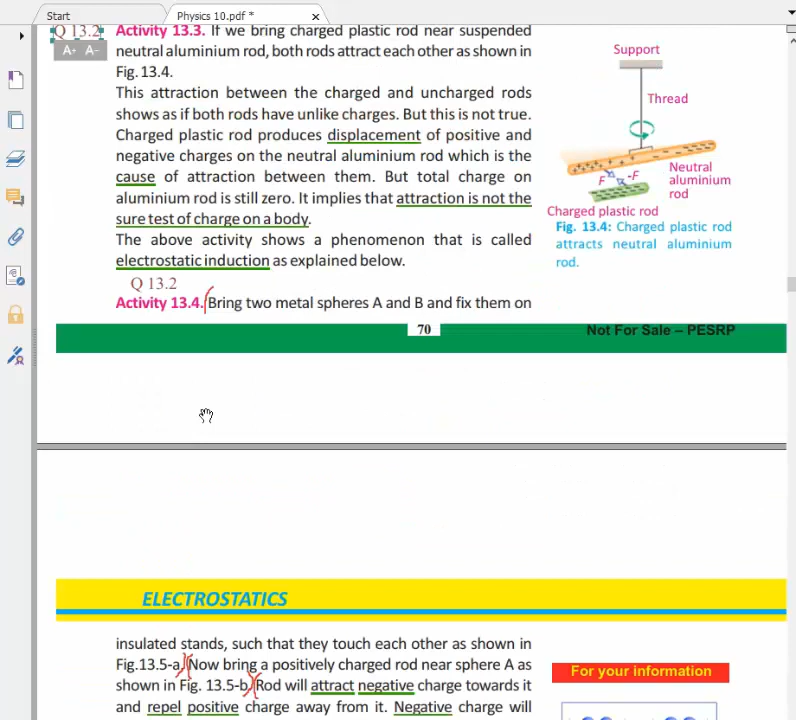 Start
Physics 10.pdf *
Q 13.2
A+ A-
Activity 13.3. If we bring charged plastic rod near suspended
neutral aluminium rod, both rods attract each other as shown in
Fig. 13.4.
This attraction between the charged and uncharged rods
shows as if both rods have unlike charges. But this is not true.
Charged plastic rod produces displacement of positive and
negative charges on the neutral aluminium rod which is the
cause of attraction between them. But total charge on
aluminium rod is still zero. It implies that attraction is not the
sure test of charge on a body.
The above activity shows a phenomenon that is called
electrostatic induction as explained below.
Q 13.2
Activity 13.4. Bring two metal spheres A and B and fix them on
Support
Thread
F
-F
Neutral
aluminium
rod
Charged plastic rod
Fig. 13.4: Charged plastic rod
attracts neutral aluminium
rod.
70
Not For Sale – PESRP
ELECTROSTATICS
insulated stands, such that they touch each other as shown in
Fig.13.5-a. Now bring a positively charged rod near sphere A as
shown in Fig. 13.5-b. Rod will attract negative charge towards it
and repel positive charge away from it. Negative charge will
For your information